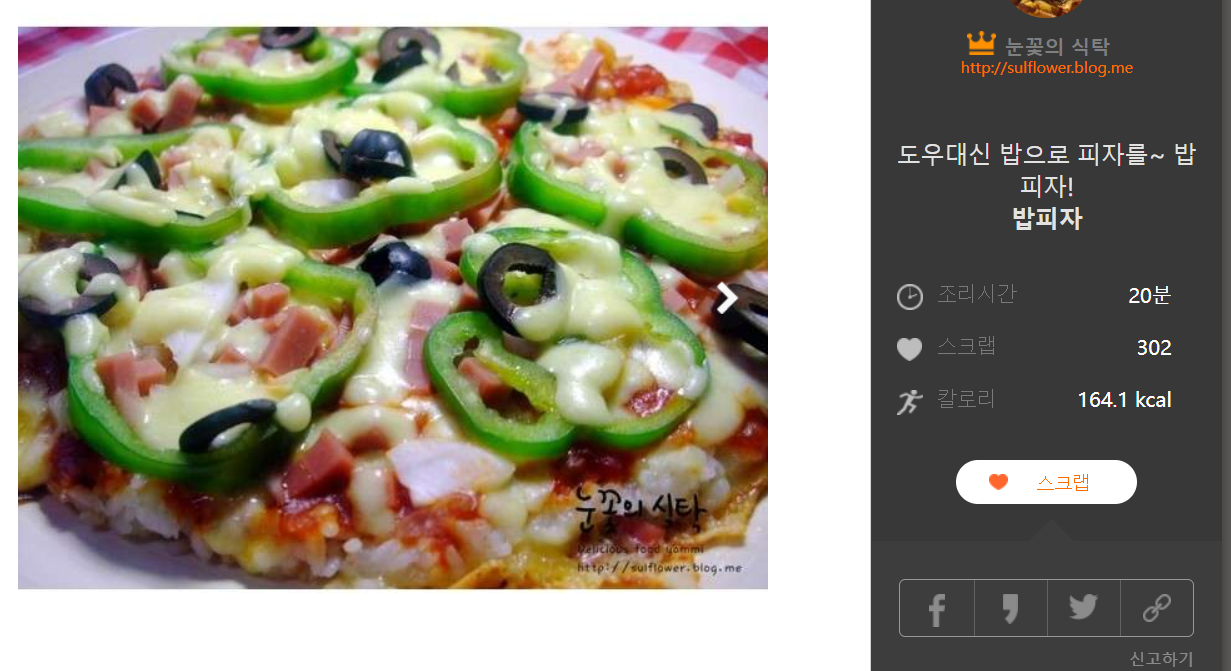 눈꽃의 식탁
Delicious food yammi
http://sulflower.blog.me
눈꽃의 식탁
http://sulflower.blog.me
도우대신 밥으로 피자를~ 밥
피자!
밥피자
조리시간 20분
스크랩 302
칼로리 164.1 kcal
스크랩
신고하기